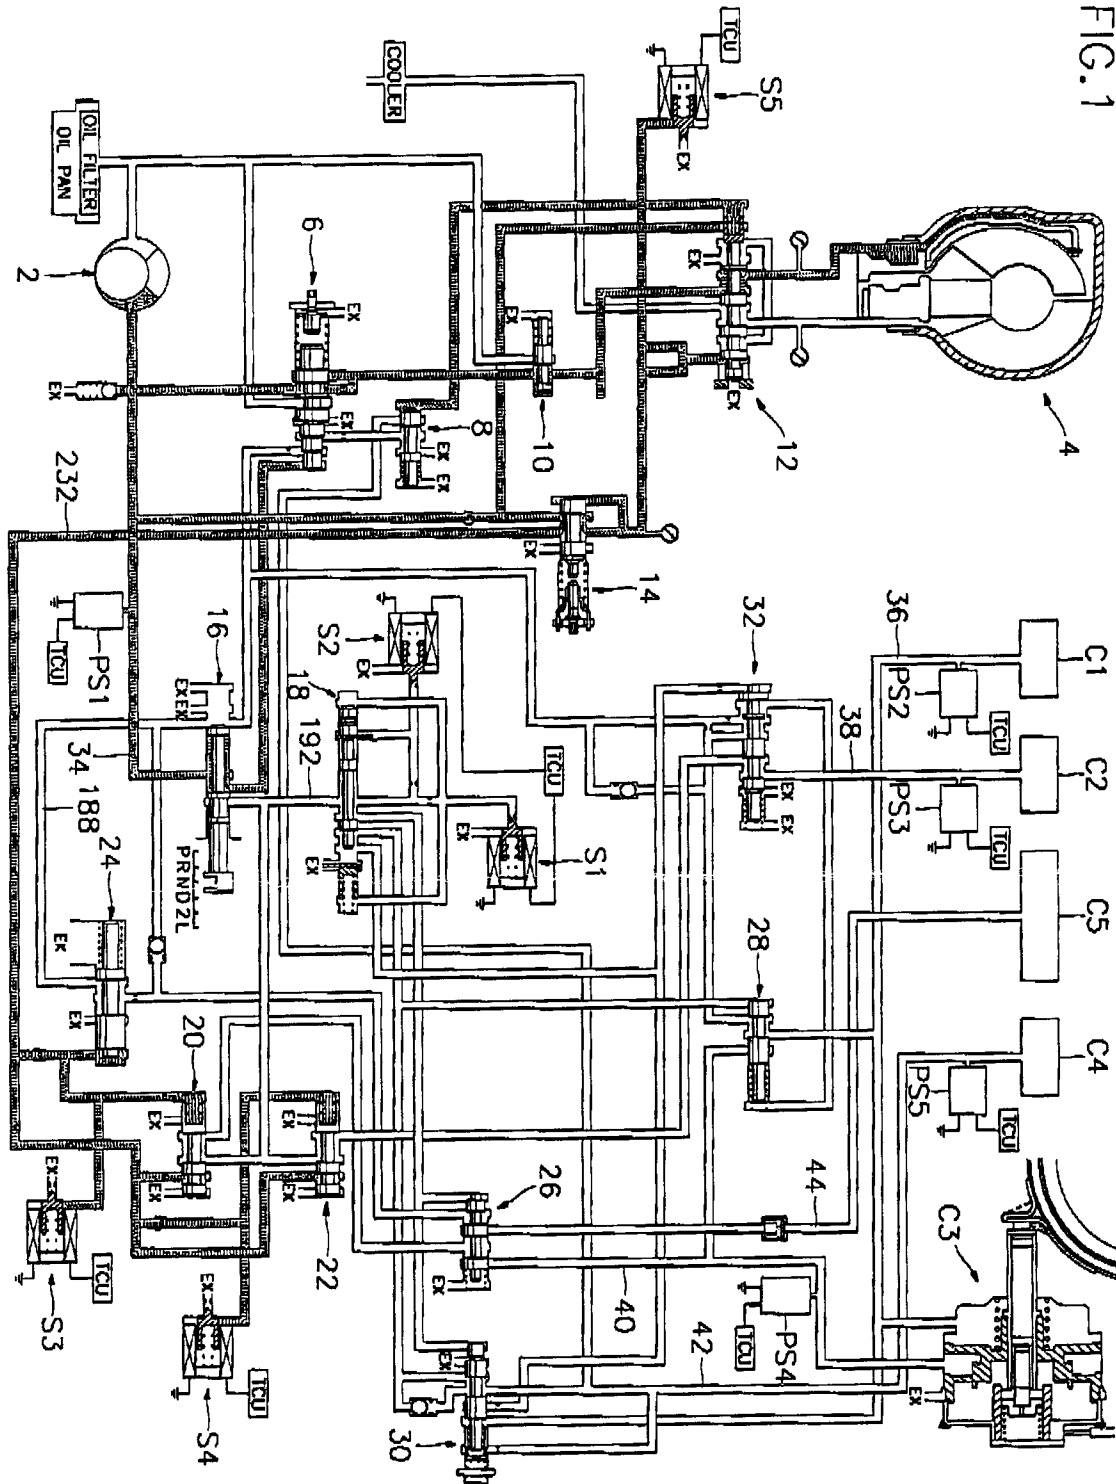 FIG.1
TCU
S5
EX
COOLER
OIL FILTER
OIL PAN
2
6
EX
EX
EX
8
EX
EX
EX
10
EX
EX
12
4
232
14
EX
PS1
TCU
16
EX
EX
34
188
24
EX
EX
PRND2L
S2
EX
18
192
EX
TCU
EX
S1
32
EX
EX
36
PS2
TCU
38
PS3
TCU
C1
C2
C5
C4
28
PS5
TCU
20
EX
EX
EX
EX
22
26
EX
44
40
PS4
TCU
C3
EX
42
EX
30
EX
S3
TCU
EX
S4
TCU